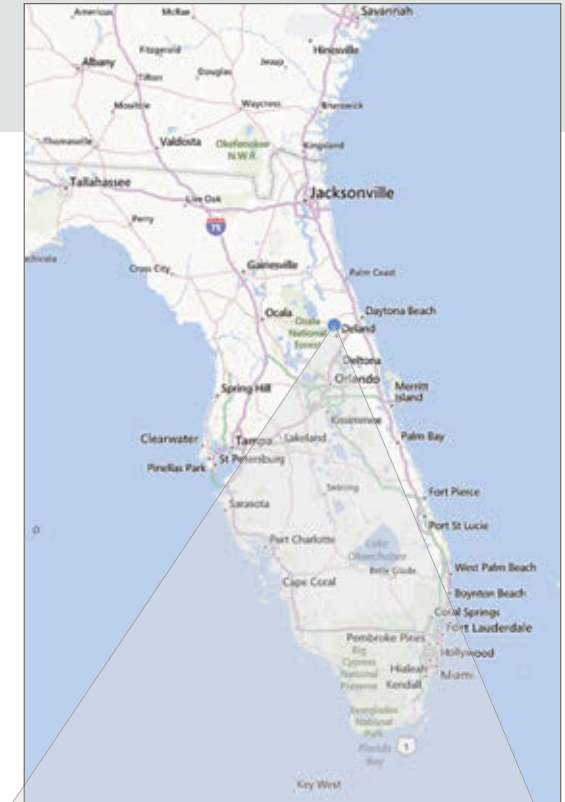 Americus
McRae
Savannah
Fitzgerald
Hinesville
Albany
Tifton
Douglas
Jesup
Moultrie
Waycross
Brunswick
Thomasville
Valdosta
Okefenokee
N.W.R.
Kingsland
Tallahassee
Live Oak
Jacksonville
Perry
75
chicola
Cross City
Gainesville
Palm Coast
Ocala
Ocala
National
Forest
Daytona Beach
Deland
Deltona
Orlando
Spring Hill
Merritt
Island
Kissimmee
Clearwater
Tampa
Lakeland
Palm Bay
Pinellas Park
St Petersburg
Sebring
Fort Pierce
Sarasota
Port St Lucie
Port Charlotte
Lake
Okeechobee
Belle Glade
West Palm Beach
Cape Coral
Boynton Beach
Coral Springs
Fort Lauderdale
Pembroke Pines
Hollywood
Big
Cypress
National
Preserve
Hialeah
Miami
Kendall
Everglades
National
Park
Florida
Bay
1
Key West